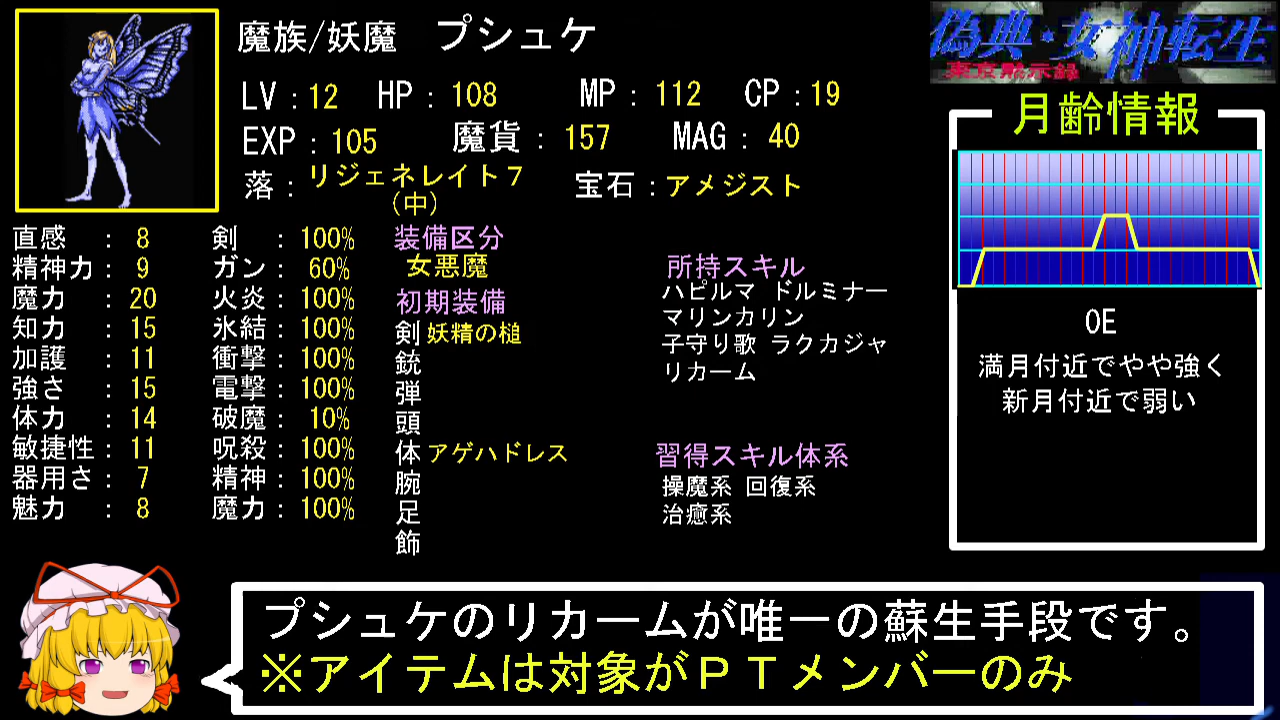 魔族/妖魔 プシュケ
偽典・女神転生
東京黙示録
LV：12 HP：108 MP：112 CP：19
EXP：105 魔貨：157 MAG：40
落：リジェネレイト７
（中）
宝石：アメジスト
直感：8
精神力：9
魔力：20
知力：15
加護：11
強さ：15
体力：14
敏捷性：11
器用さ：7
魅力：8
剣：100%
ガン：60%
火炎：100%
氷結：100%
衝撃：100%
電撃：100%
破魔：10%
呪殺：100%
精神：100%
魔力：100%
装備区分
女悪魔
初期装備
剣 妖精の槌
銃
弾
頭
体 アゲハドレス
腕
足
飾
所持スキル
ハピルマ ドルミナー
マリンカリン
子守り歌 ラクカジャ
リカーム
習得スキル体系
操魔系 回復系
治癒系
月齢情報
0E
満月付近でやや強く
新月付近で弱い
プシュケのリカームが唯一の蘇生手段です。
※アイテムは対象がＰＴメンバーのみ